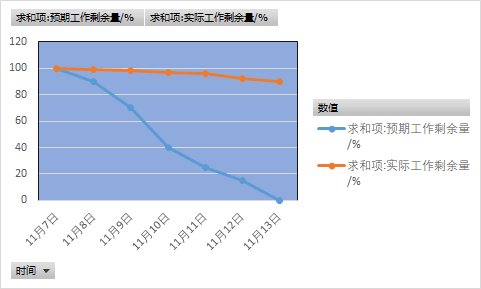 求和项:预期工作剩余量/%
求和项:实际工作剩余量/%
120
100
80
60
40
20
0
11月7日
11月8日
11月9日
11月10日
11月11日
11月12日
11月13日
数值
求和项:预期工作剩余量
/%
求和项:实际工作剩余量
/%
时间